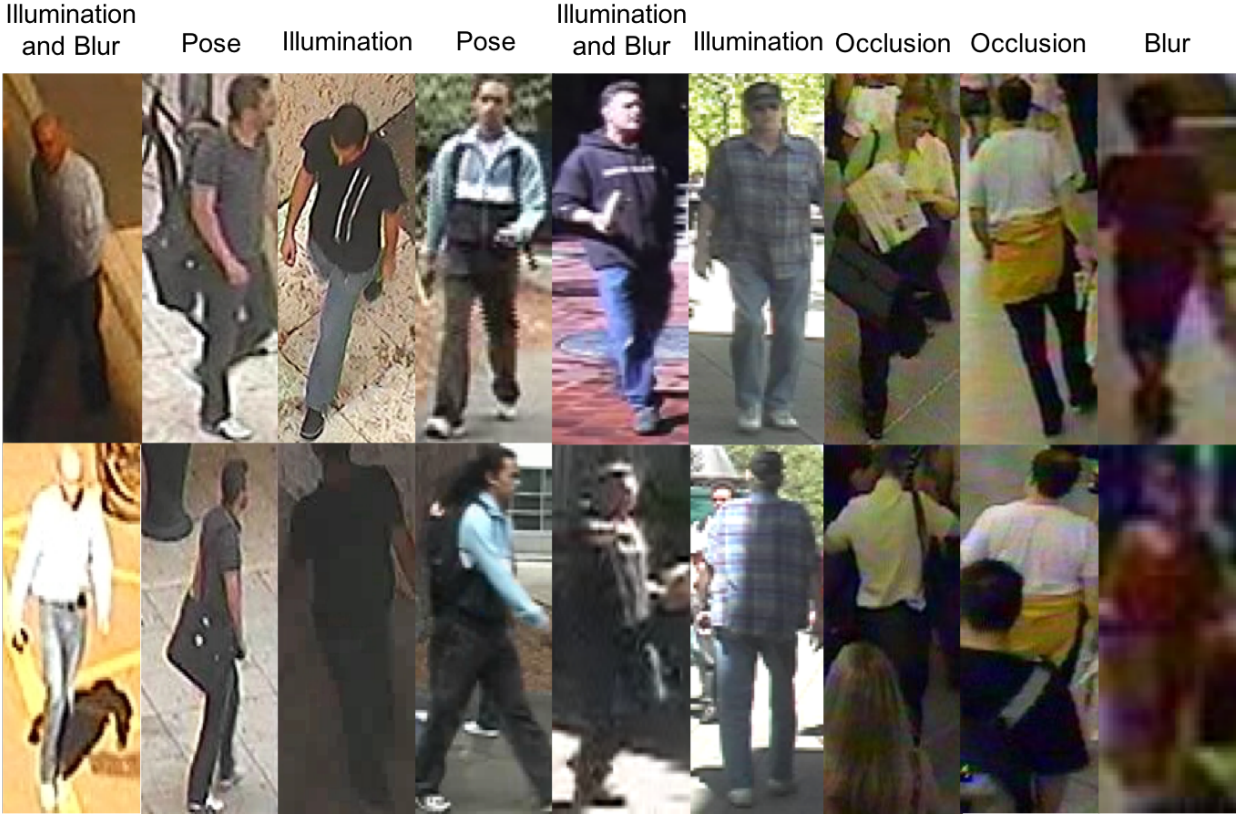 Illumination
and Blur
Pose
Illumination
Pose
Illumination
and Blur
Illumination
Occlusion
Occlusion
Blur